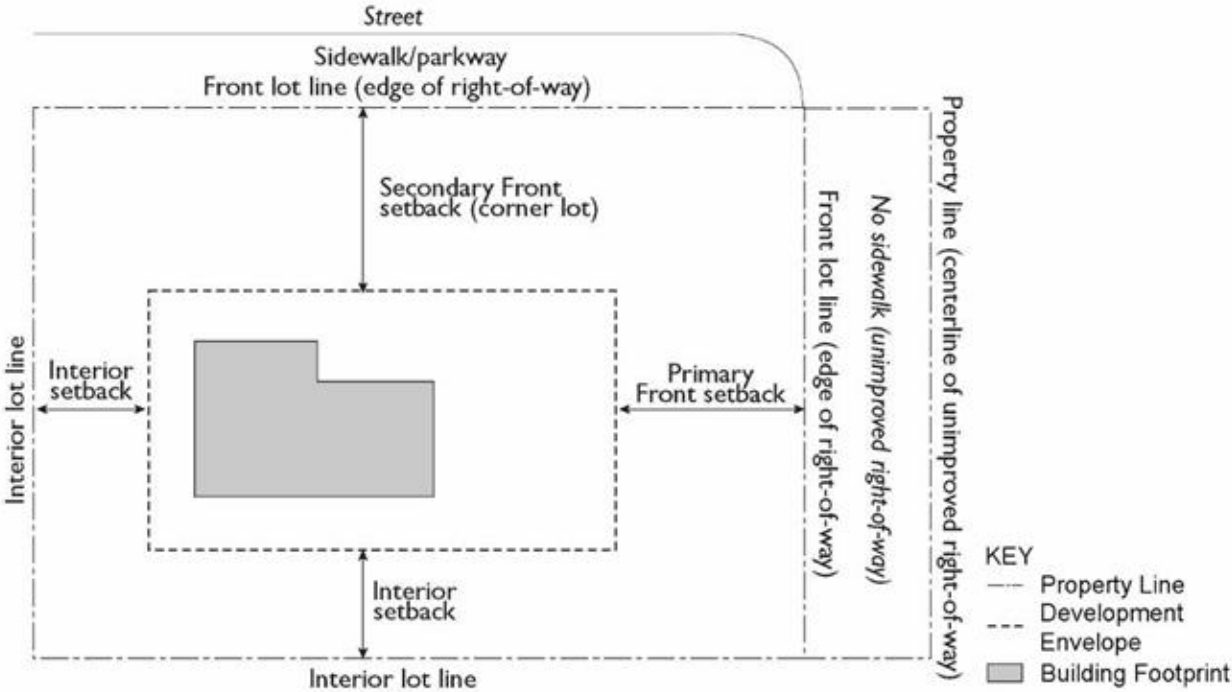 Street
Sidewalk/parkway
Front lot line (edge of right-of-way)
Secondary Front
setback (corner lot)
Interior lot line
Interior
setback
Primary
Front setback
Front lot line (edge of right-of-way)
No sidewalk (unimproved right-of-way)
Property line (centerline of unimproved right-of-way)
Interior
setback
Interior lot line
KEY
Property Line
Development
Envelope
Building Footprint